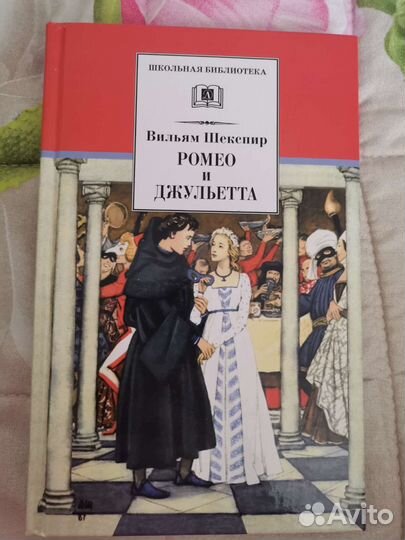 ШКОЛЬНАЯ БИБЛИОТЕКА
Вильям Шекспир
РОМЕО
и
ДЖУЛЬЕТТА
Avito